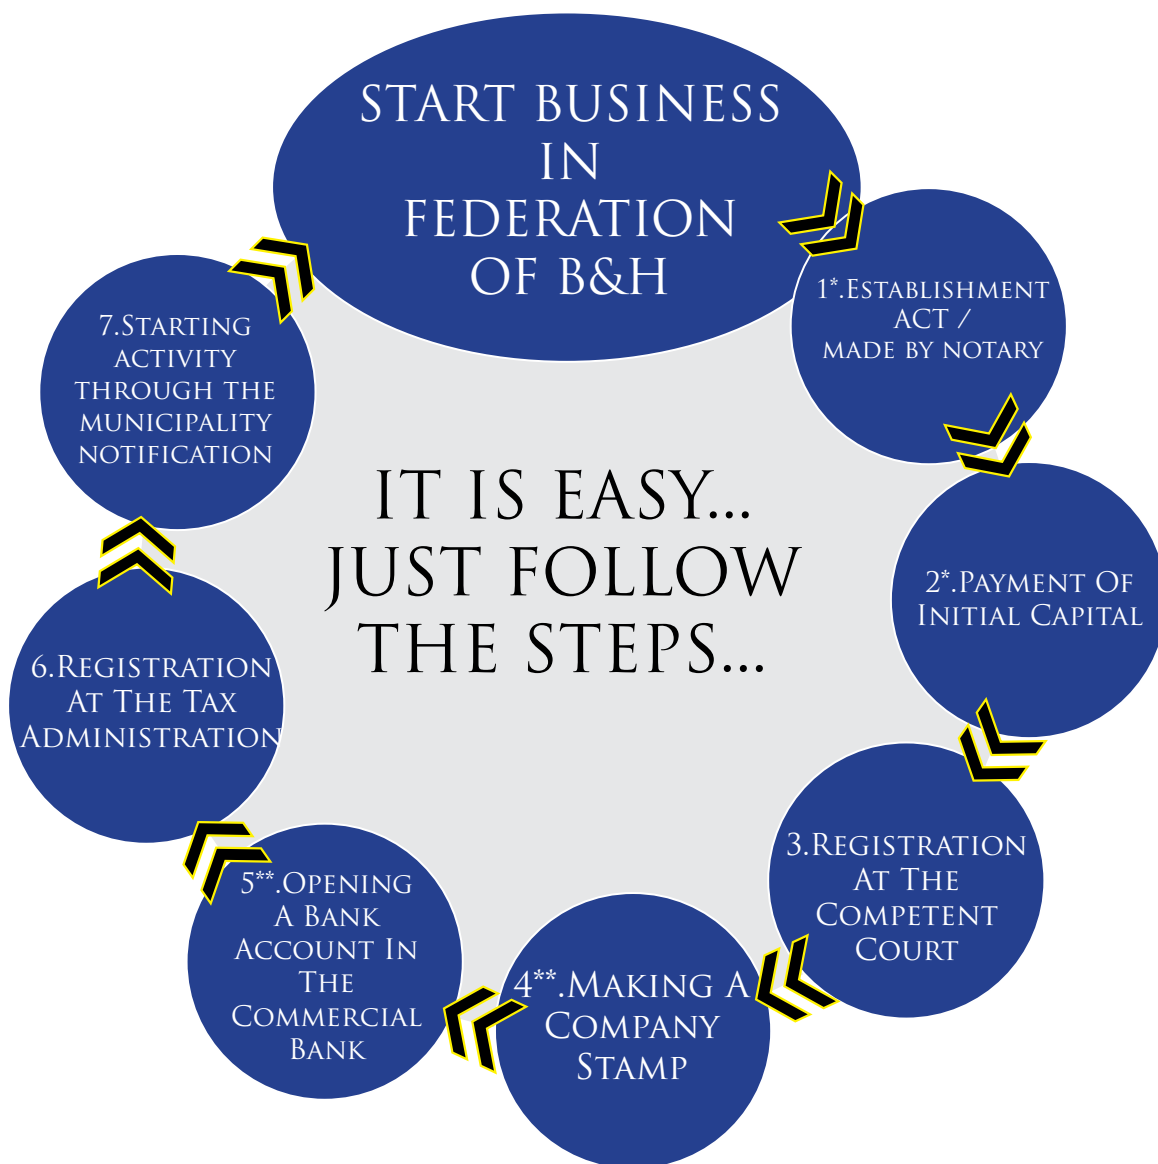 START BUSINESS
IN
FEDERATION
OF B&H
1*.Establishment
act /
made by notary
2*.Payment Of
Initial Capital
3.Registration
At The
Competent
Court
4**.Making A
Company
Stamp
5**.Opening
A Bank
Account In
The
Commercial
Bank
6.Registration
At The Tax
Administration
7.Starting
activity
through the
municipality
notification
IT IS EASY...
JUST FOLLOW
THE STEPS...